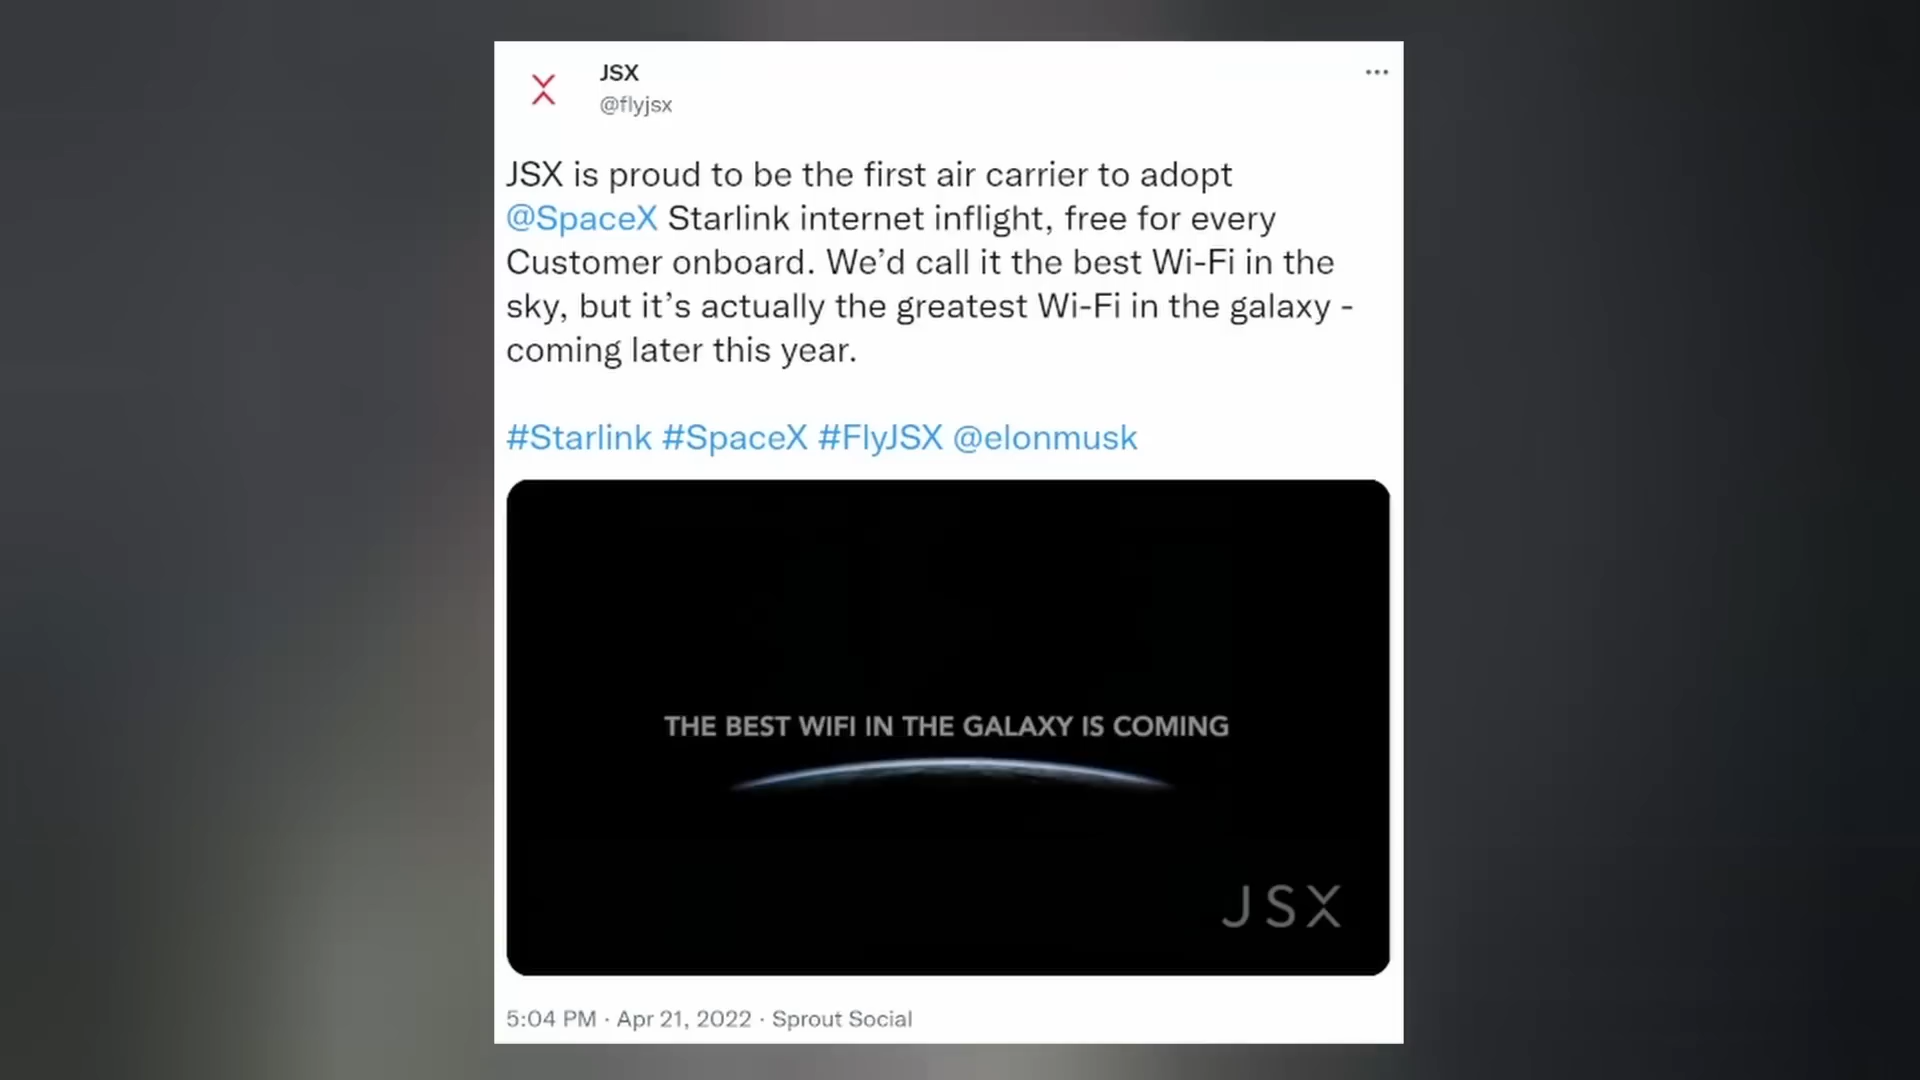 JSX
@flyjsx
JSX is proud to be the first air carrier to adopt
@SpaceX Starlink internet inflight, free for every
Customer onboard. We’d call it the best Wi-Fi in the
sky, but it’s actually the greatest Wi-Fi in the galaxy -
coming later this year.
#Starlink #SpaceX #FlyJSX @elonmusk
THE BEST WIFI IN THE GALAXY IS COMING
JSX
5:04 PM · Apr 21, 2022 · Sprout Social